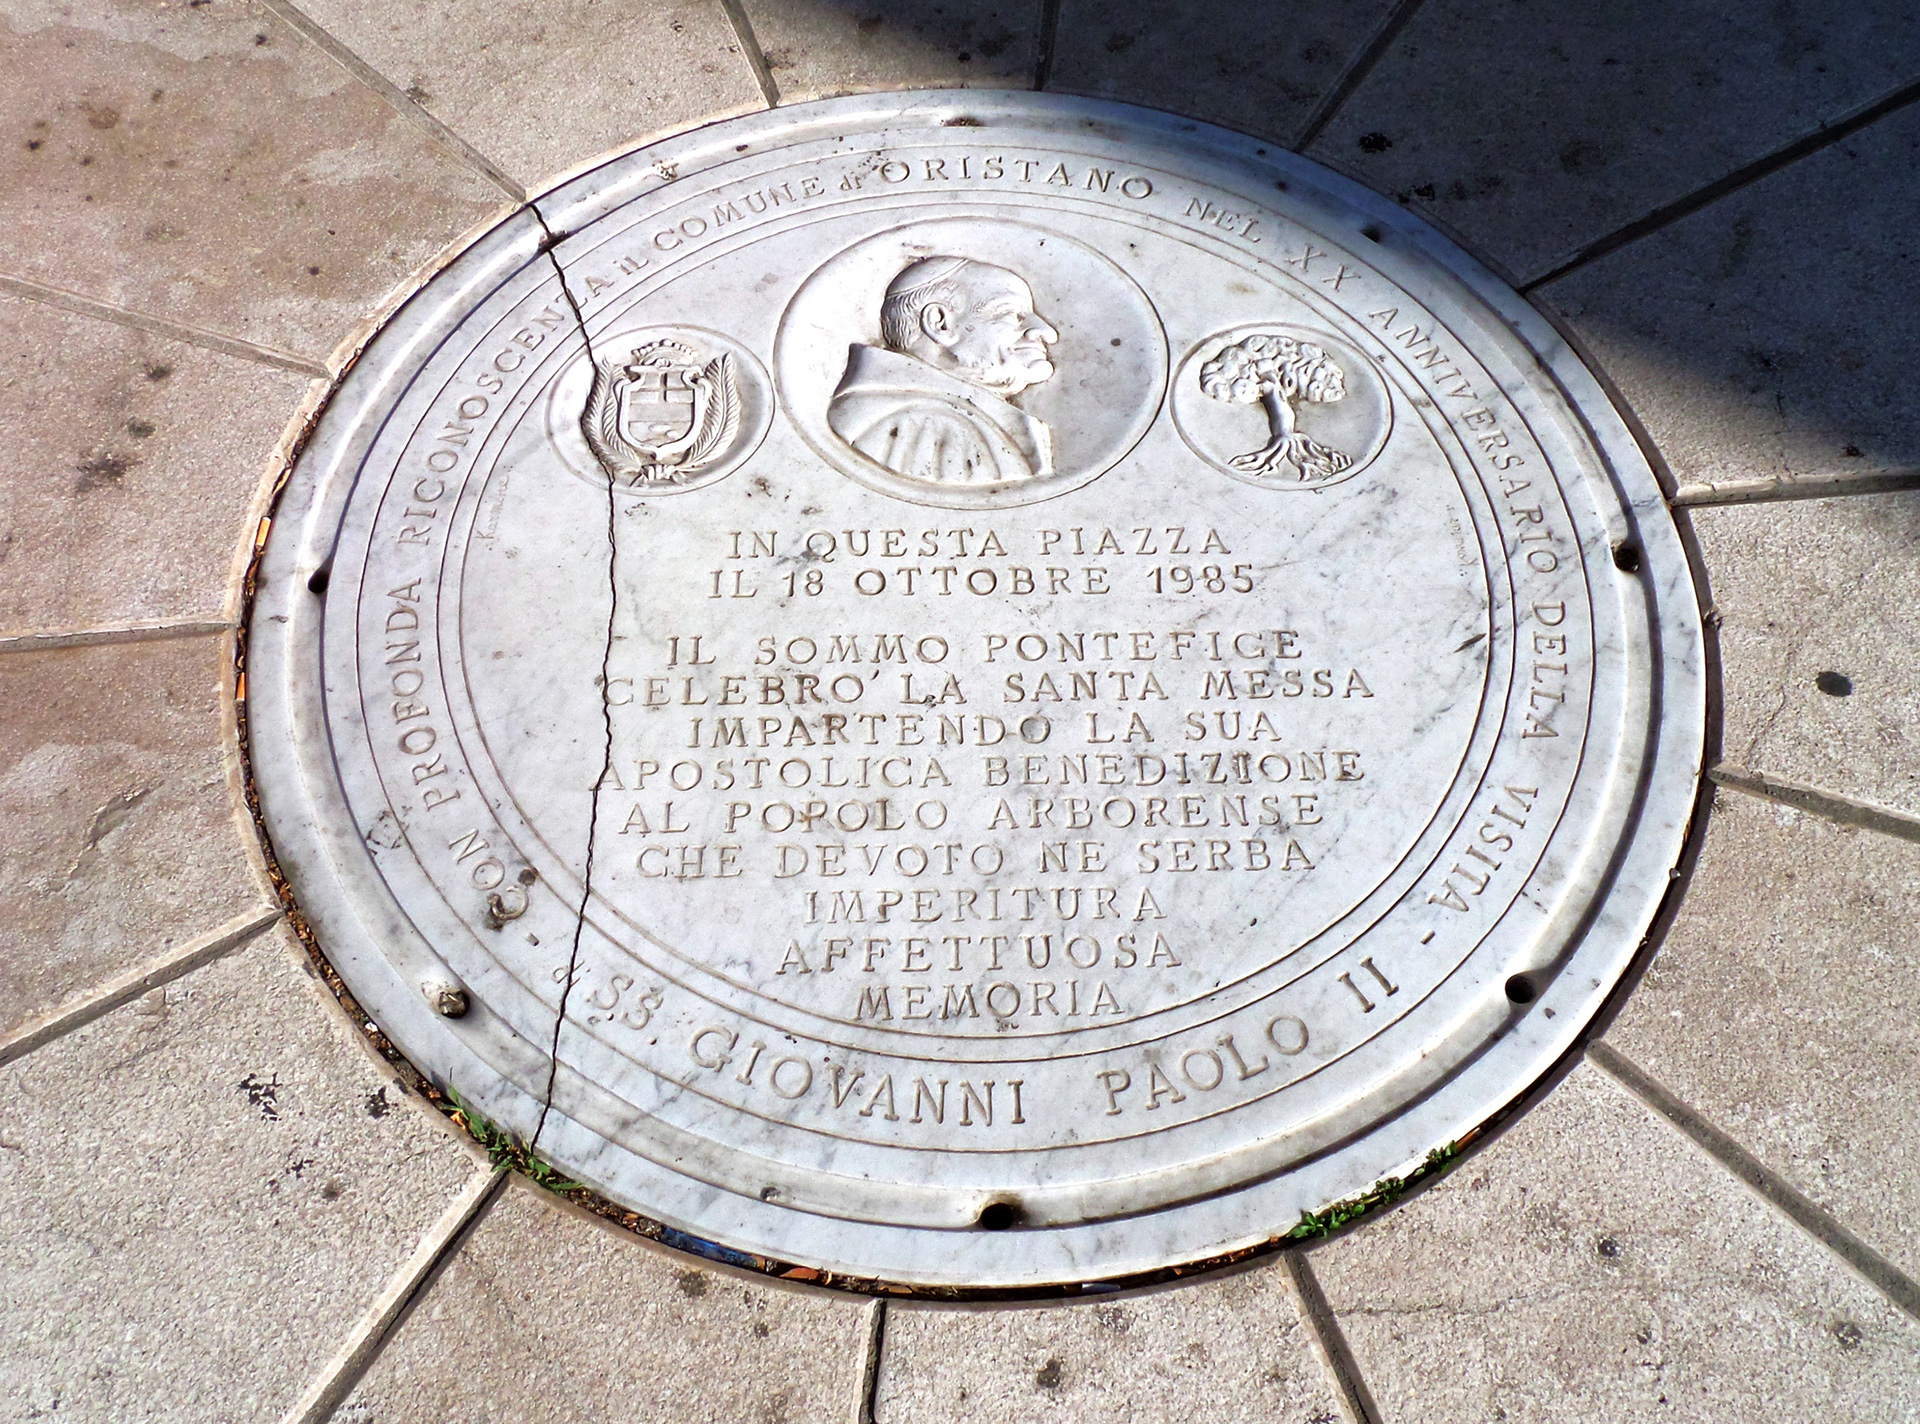 - CON PROFONDA RICONOSCENZA iL COMUNE di ORISTANO NEL XX ANNIVERSARIO DELLA VISITA -
SS. GIOVANNI PAOLO II
IN QUESTA PIAZZA
IL 18 OTTOBRE 1985
IL SOMMO PONTEFICE
CELEBRO' LA SANTA MESSA
IMPARTENDO LA SUA
APOSTOLICA BENEDIZIONE
AL POPOLO ARBORENSE
CHE DEVOTO NE SERBA
IMPERITURA
AFFETTUOSA
MEMORIA